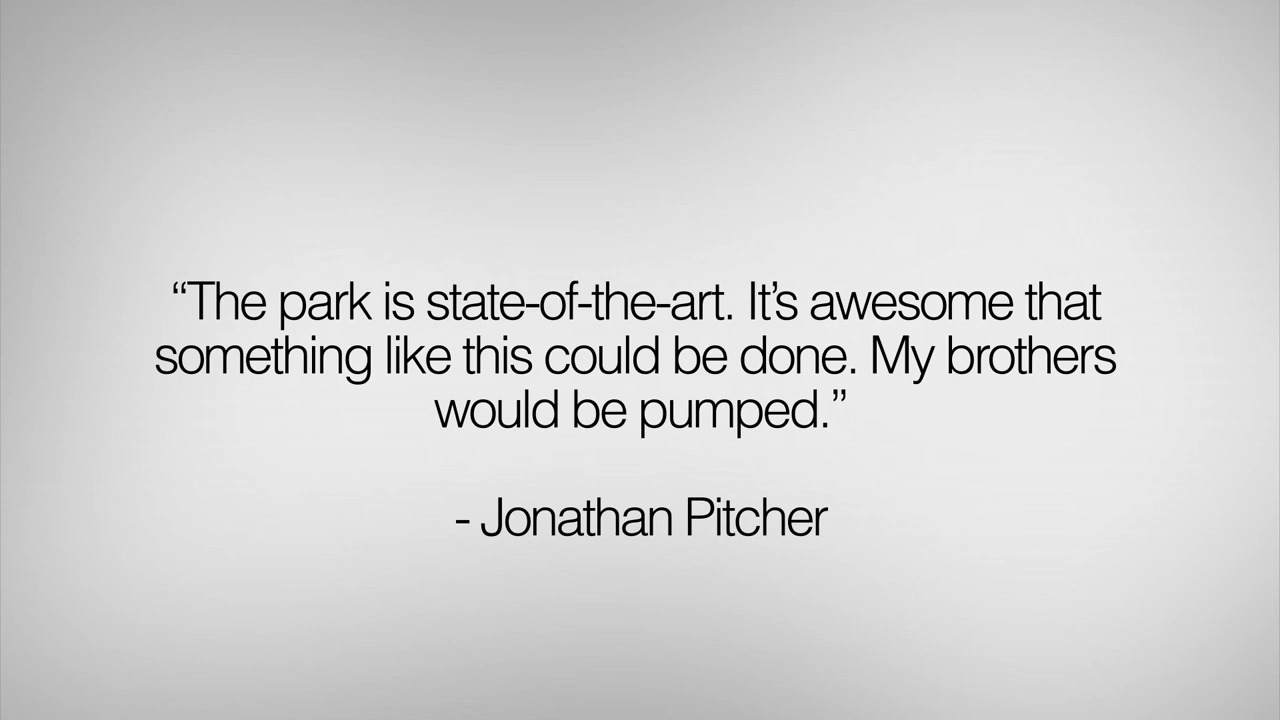 “The park is state-of-the-art. It’s awesome that
something like this could be done. My brothers
would be pumped.”
- Jonathan Pitcher